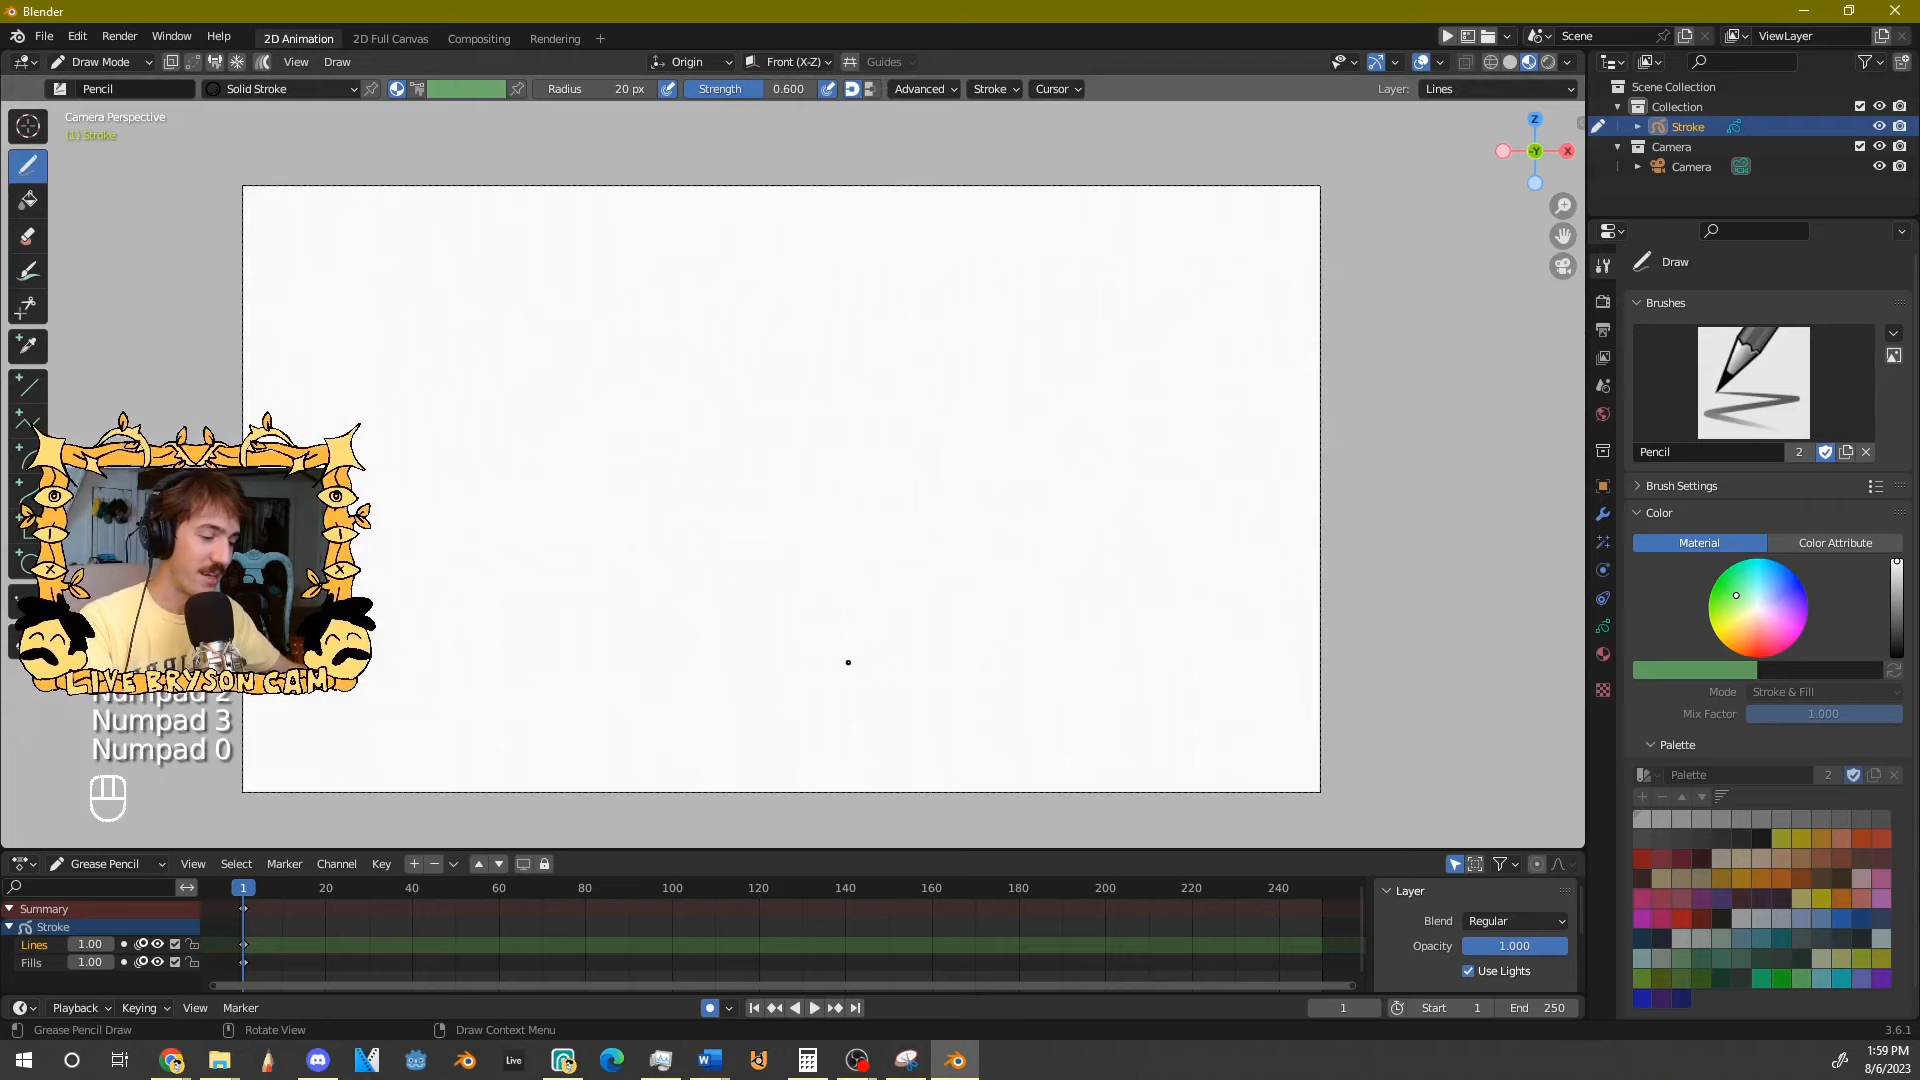 Blender
File Edit Render Window Help 2D Animation 2D Full Canvas Compositing Rendering + Scene ViewLayer
Draw Mode View Draw Origin Front (X-Z) Guides
Pencil Solid Stroke Radius 20 px Strength 0.600 Advanced Stroke Cursor Layer: Lines
Camera Perspective
(1) Stroke
Z
-Y
X
Scene Collection
Collection
Stroke
Camera
Camera
Draw
Brushes
Pencil 2
Brush Settings
Color
Material Color Attribute
Mode Stroke & Fill
Mix Factor 1.000
Palette
Palette 2
LIVE BRYSON CAM
Numpad 2
Numpad 3
Numpad 0
Grease Pencil View Select Marker Channel Key
1 20 40 60 80 100 120 140 160 180 200 220 240
Summary
Stroke
Lines 1.00
Fills 1.00
Layer
Blend Regular
Opacity 1.000
Use Lights
Playback Keying View Marker 1 Start 1 End 250
Grease Pencil Draw Rotate View Draw Context Menu 3.6.1
Live
1:59 PM
8/6/2023